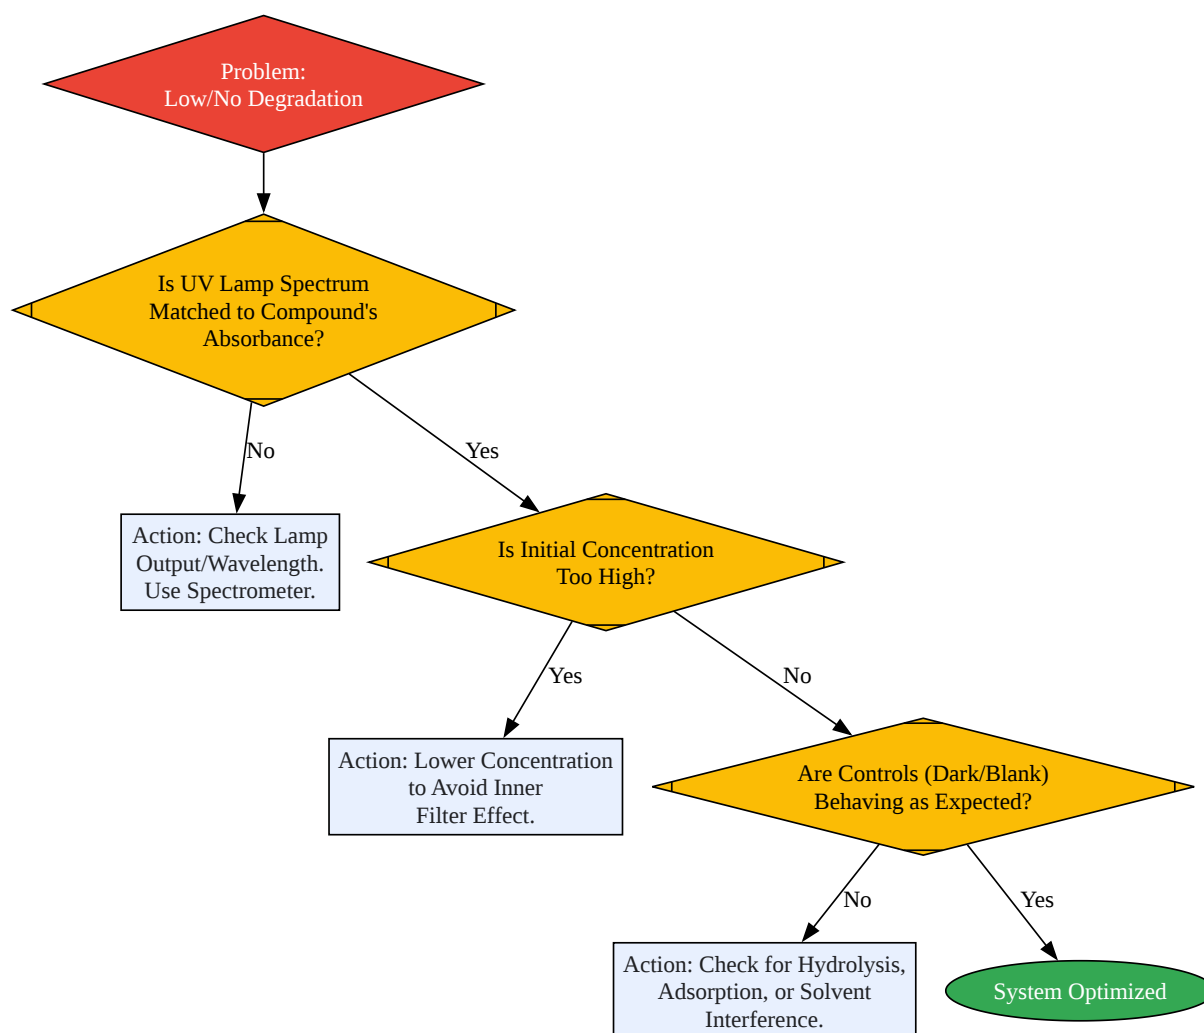 Problem:
Low/No Degradation
Is UV Lamp Spectrum
Matched to Compound's
Absorbance?
No
Yes
Action: Check Lamp
Output/Wavelength.
Use Spectrometer.
Is Initial Concentration
Too High?
Yes
No
Action: Lower Concentration
to Avoid Inner
Filter Effect.
Are Controls (Dark/Blank)
Behaving as Expected?
No
Yes
Action: Check for Hydrolysis,
Adsorption, or Solvent
Interference.
System Optimized